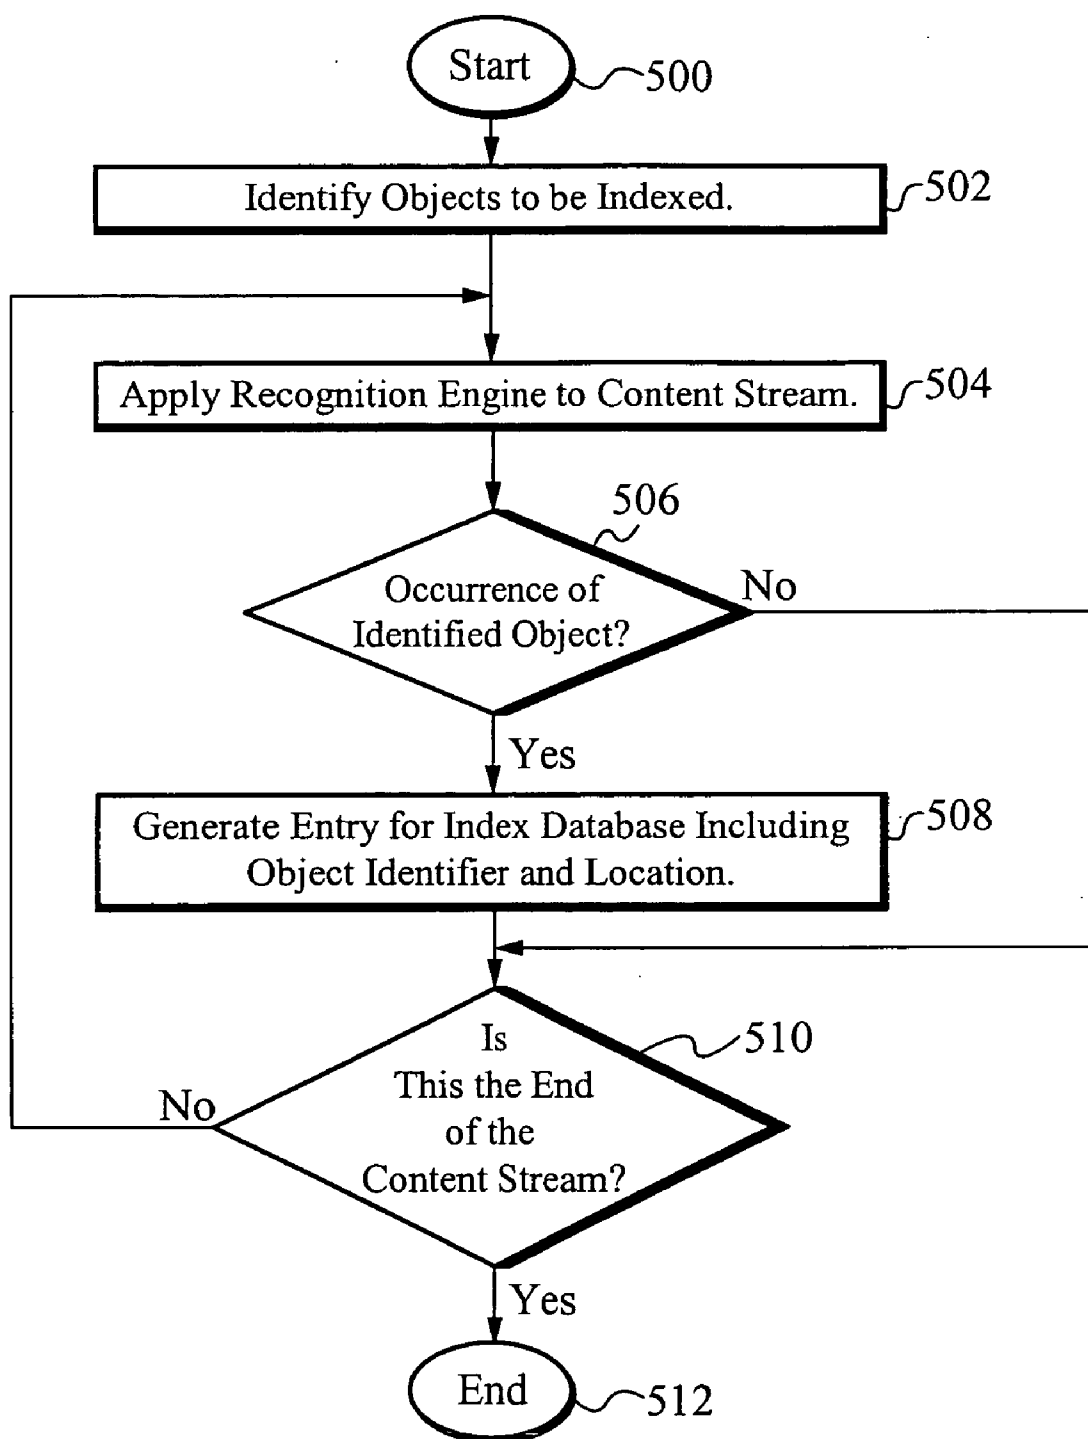 Start
500
Identify Objects to be Indexed.
502
Apply Recognition Engine to Content Stream.
504
506
Occurrence of
Identified Object?
No
Yes
Generate Entry for Index Database Including
Object Identifier and Location.
508
Is
This the End
of the
Content Stream?
510
No
Yes
End
512